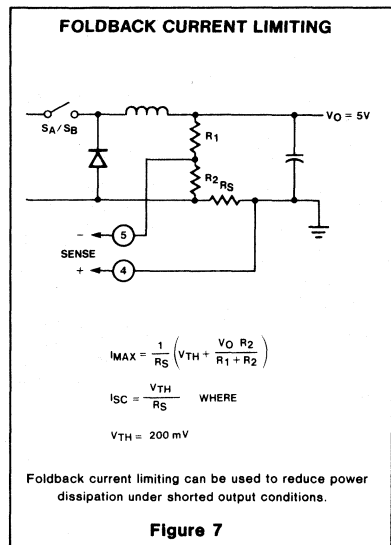 FOLDBACK CURRENT LIMITING
SA/SB
R1
VO = 5V
R2
RS
– 5
SENSE
+ 4
IMAX = 1/RS (VTH + VO R2/R1 + R2)
ISC = VTH/RS WHERE
VTH = 200 mV
Foldback current limiting can be used to reduce power
dissipation under shorted output conditions.
Figure 7